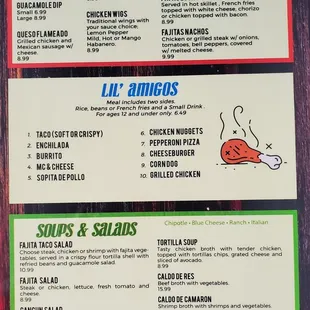 GUACAMOLE DIP
Small 6.99
Large 8.99
QUESO FLAMEADO
Grilled chicken and
Mexican sausage w/
cheese.
8.99
CHICKEN WIGS
Traditional wings with
your sauce choice.
Lemon Pepper
Mild, Hot or Mango
Habanero.
8.99
Served in hot skillet , French fries
topped with white cheese, chorizo
or chicken topped with bacon.
8.99
FAJITAS NACHOS
Chicken or grilled steak w/ onions,
tomatoes, bell peppers, covered
w/ melted cheese.
8.99
LIL' AMIGOS
Meal includes two sides.
Rice, beans or French fries and a Small Drink .
For ages 12 and under only. 6.49
1. TACO (SOFT OR CRISPY)
2. ENCHILADA
3. BURRITO
4. MC & CHEESE
5. SOPITA DE POLLO
6. CHICKEN NUGGETS
7. PEPPERONI PIZZA
8. CHEESEBURGER
9. CORN DOG
10. GRILLED CHICKEN
SOUPS & SALADS
Chipotle • Blue Cheese • Ranch • Italian
FAJITA TACO SALAD
Choose steak, chicken or shrimp with fajita vege-
tables, served in a crispy flour tortilla shell with
refried beans and guacamole salad.
10.99
FAJITA SALAD
Steak or chicken, lettuce, fresh tomato and
cheese.
8.99
TORTILLA SOUP
Tasty chicken broth with tender chicken,
topped with tortillas chips, grated cheese and
sliced of avocado.
8.99
CALDO DE RES
Beef broth with vegetables.
15.99
CALDO DE CAMARON
Shrimp broth with shrimps and vegetables.